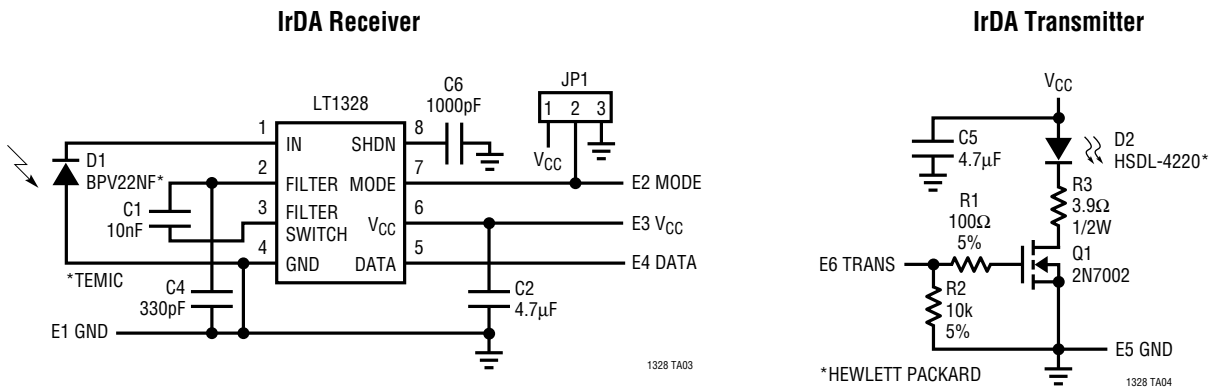 IrDA Receiver
LT1328
C6
1000pF
JP1
1 2 3
VCC
1
IN
SHDN
8
D1
BPV22NF*
2
FILTER
MODE
7
E2 MODE
C1
10nF
3
FILTER
SWITCH
VCC
6
E3 VCC
4
GND
DATA
5
E4 DATA
*TEMIC
C4
330pF
C2
4.7µF
E1 GND
1328 TA03
IrDA Transmitter
VCC
C5
4.7µF
D2
HSDL-4220*
R3
3.9Ω
1/2W
R1
100Ω
5%
Q1
2N7002
E6 TRANS
R2
10k
5%
E5 GND
*HEWLETT PACKARD
1328 TA04